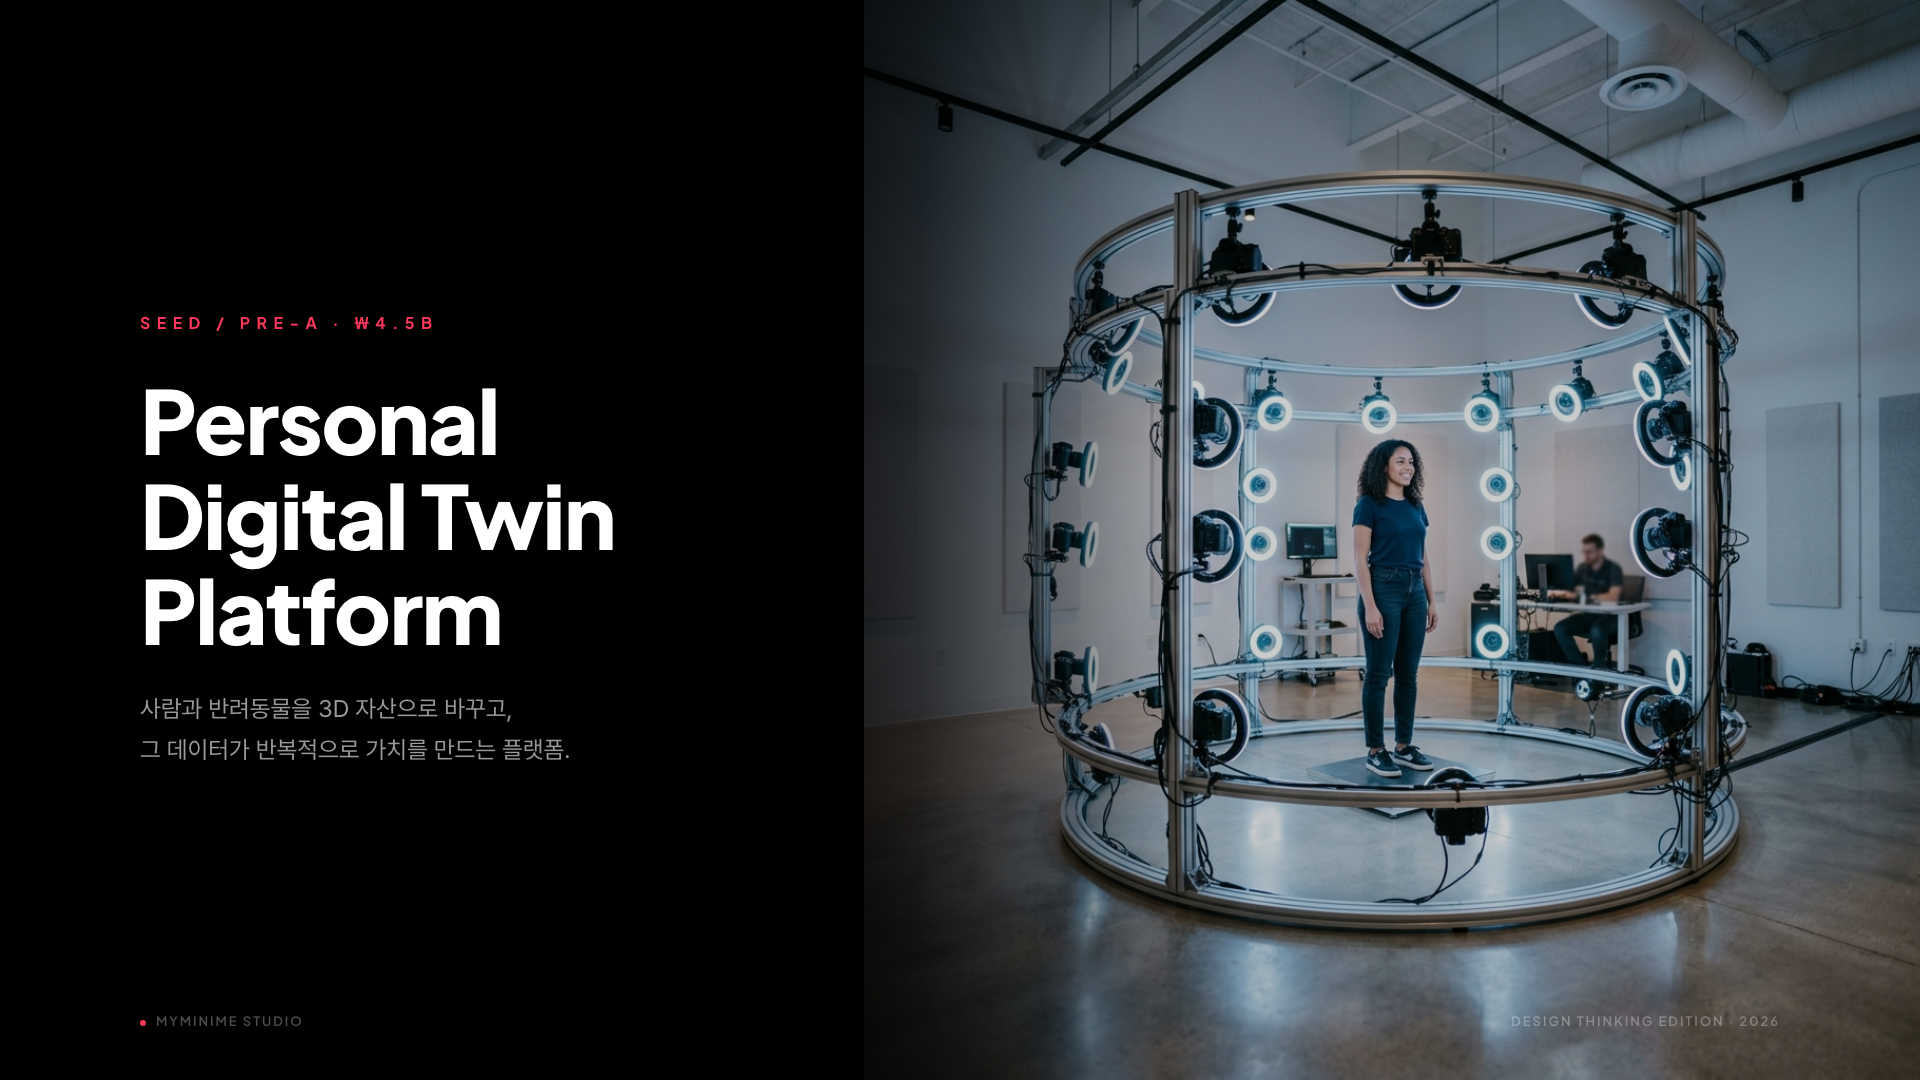 SEED / PRE-A · ₩4.5B
Personal
Digital Twin
Platform
사람과 반려동물을 3D 자산으로 바꾸고,
그 데이터가 반복적으로 가치를 만드는 플랫폼.
MYMINIME STUDIO
DESIGN THINKING EDITION · 2026